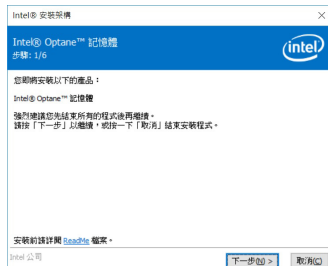 Intel® 安裝架構
Intel® Optane™ 記憶體
步驟: 1/6
intel
您即將安裝以下的產品：
Intel® Optane™ 記憶體
強烈建議您先結束所有的程式後再繼續。
請按「下一步」以繼續，或按一下「取消」結束安裝程式。
安裝前請詳閱 ReadMe 檔案。
Intel 公司
下一步(N) >
取消(C)